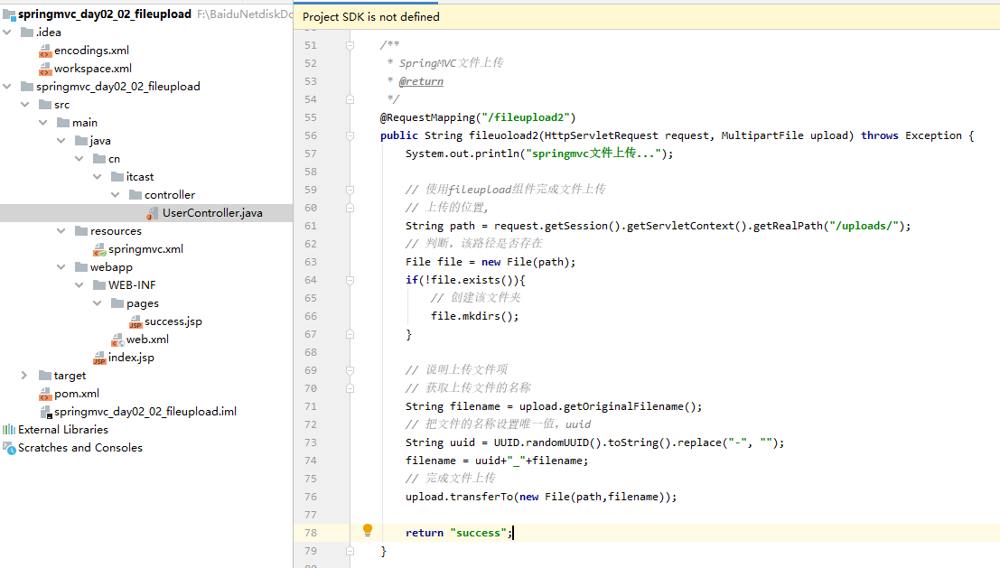 springmvc_day02_02_fileupload F:\BaiduNetdiskDo
.idea
encodings.xml
workspace.xml
springmvc_day02_02_fileupload
src
main
java
cn
itcast
controller
UserController.java
resources
springmvc.xml
webapp
WEB-INF
pages
success.jsp
web.xml
index.jsp
target
pom.xml
springmvc_day02_02_fileupload.iml
External Libraries
Scratches and Consoles
Project SDK is not defined
51 /**
52 * SpringMVC文件上传
53 * @return
54 */
55 @RequestMapping("/fileupload2")
56 public String fileuoload2(HttpServletRequest request, MultipartFile upload) throws Exception {
57 System.out.println("springmvc文件上传...");
58
59 // 使用fileupload组件完成文件上传
60 // 上传的位置,
61 String path = request.getSession().getServletContext().getRealPath("/uploads/");
62 // 判断，该路径是否存在
63 File file = new File(path);
64 if(!file.exists()){
65 // 创建该文件夹
66 file.mkdirs();
67 }
68
69 // 说明上传文件项
70 // 获取上传文件的名称
71 String filename = upload.getOriginalFilename();
72 // 把文件的名称设置唯一值，uuid
73 String uuid = UUID.randomUUID().toString().replace("-", "");
74 filename = uuid+"_"+filename;
75 // 完成文件上传
76 upload.transferTo(new File(path,filename));
77
78 return "success";
79 }